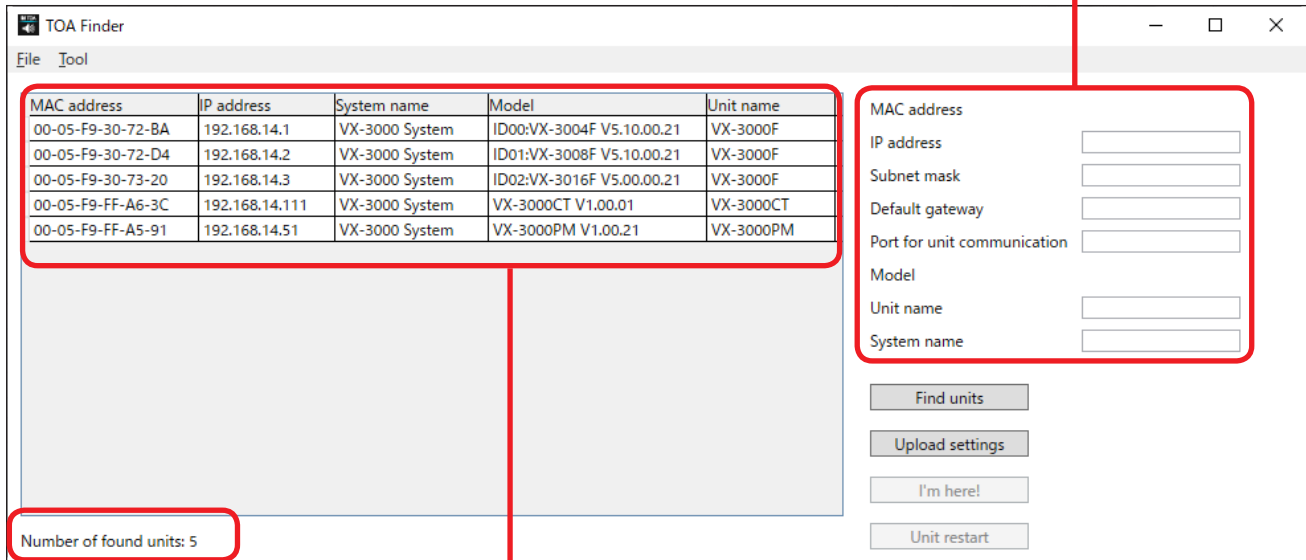 TOA Finder
File Tool
MAC address IP address System name Model Unit name
00-05-F9-30-72-BA 192.168.14.1 VX-3000 System ID00:VX-3004F V5.10.00.21 VX-3000F
00-05-F9-30-72-D4 192.168.14.2 VX-3000 System ID01:VX-3008F V5.10.00.21 VX-3000F
00-05-F9-30-73-20 192.168.14.3 VX-3000 System ID02:VX-3016F V5.00.00.21 VX-3000F
00-05-F9-FF-A6-3C 192.168.14.111 VX-3000 System VX-3000CT V1.00.01 VX-3000CT
00-05-F9-FF-A5-91 192.168.14.51 VX-3000 System VX-3000PM V1.00.21 VX-3000PM
Number of found units: 5
MAC address
IP address
Subnet mask
Default gateway
Port for unit communication
Model
Unit name
System name
Find units
Upload settings
I'm here!
Unit restart